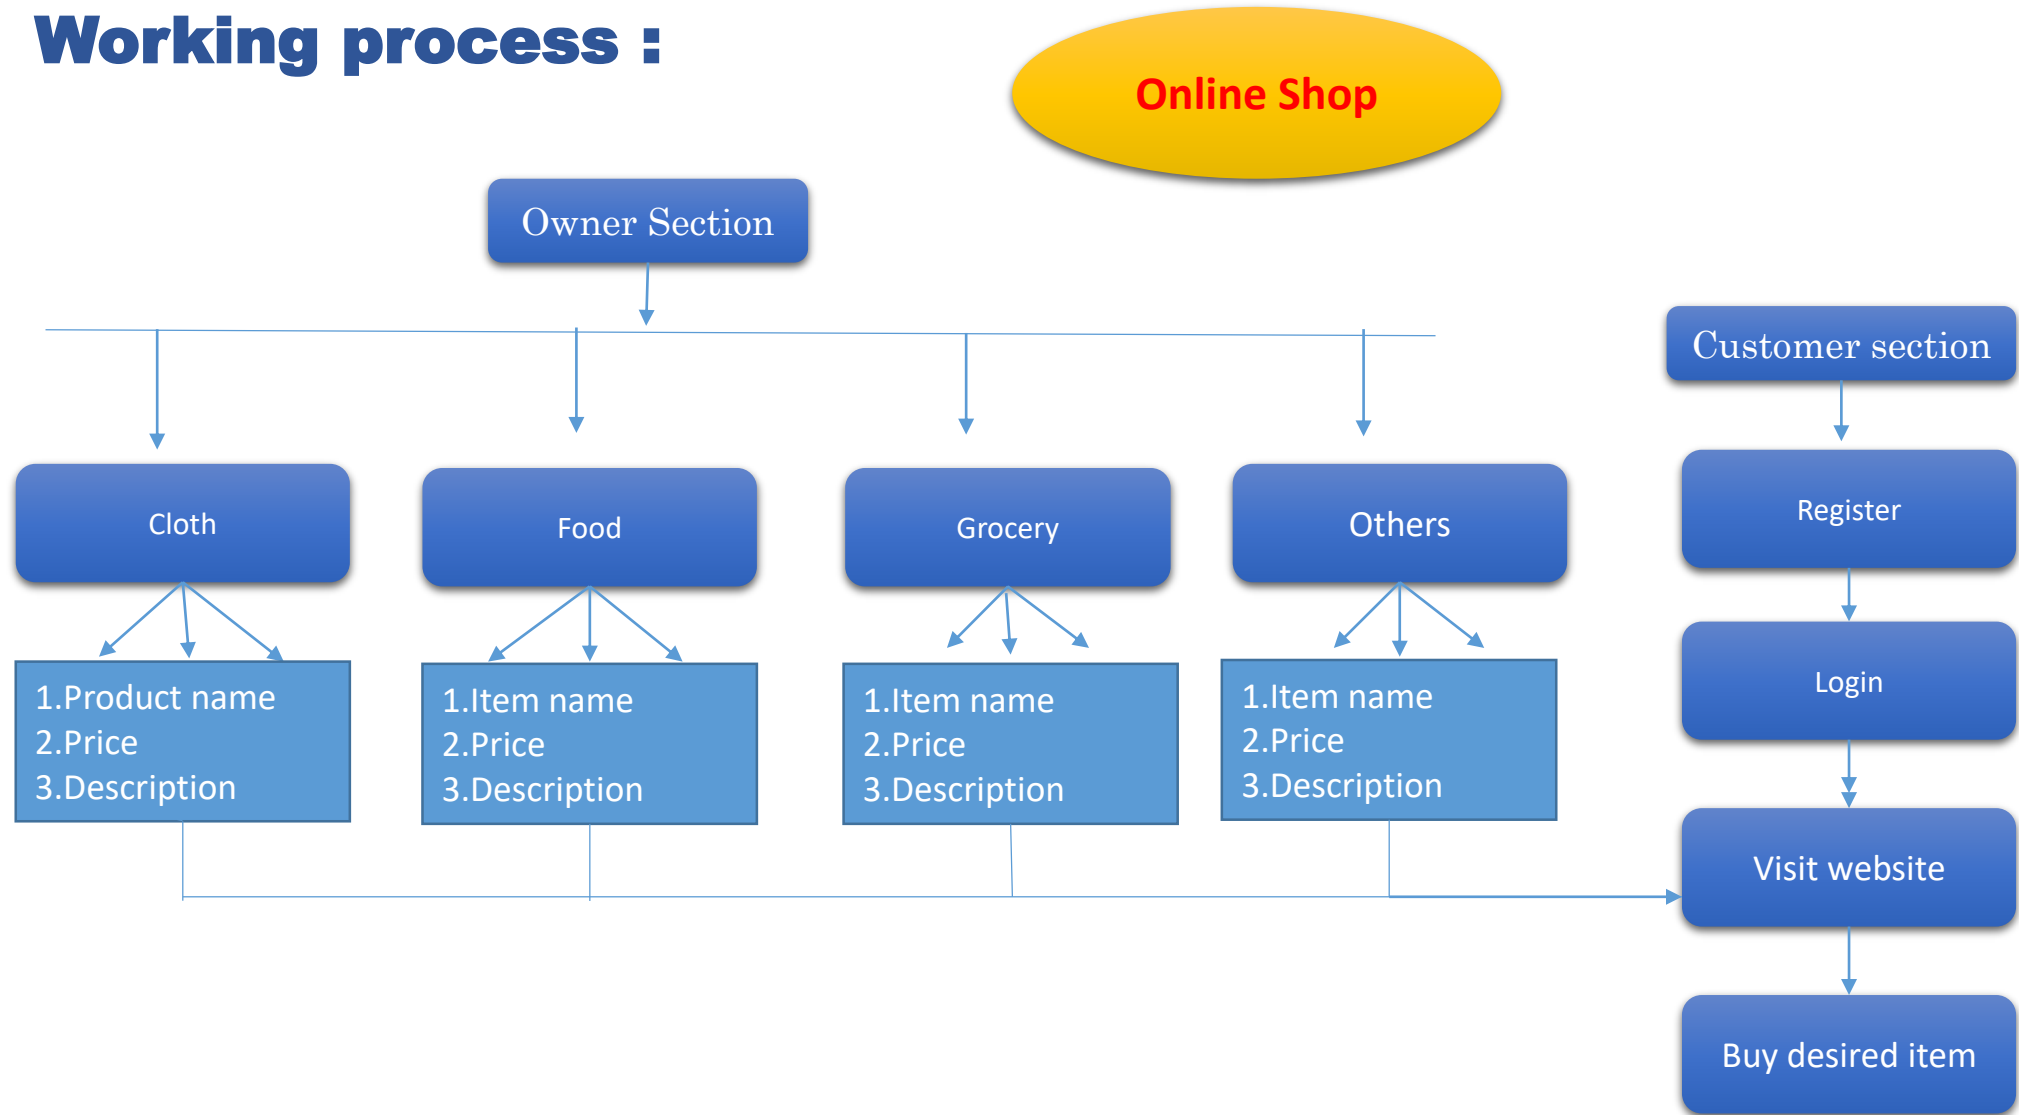 Working process :
Online Shop
Owner Section
Customer section
Cloth
Food
Grocery
Others
Register
1.Product name
2.Price
3.Description
1.Item name
2.Price
3.Description
1.Item name
2.Price
3.Description
1.Item name
2.Price
3.Description
Login
Visit website
Buy desired item